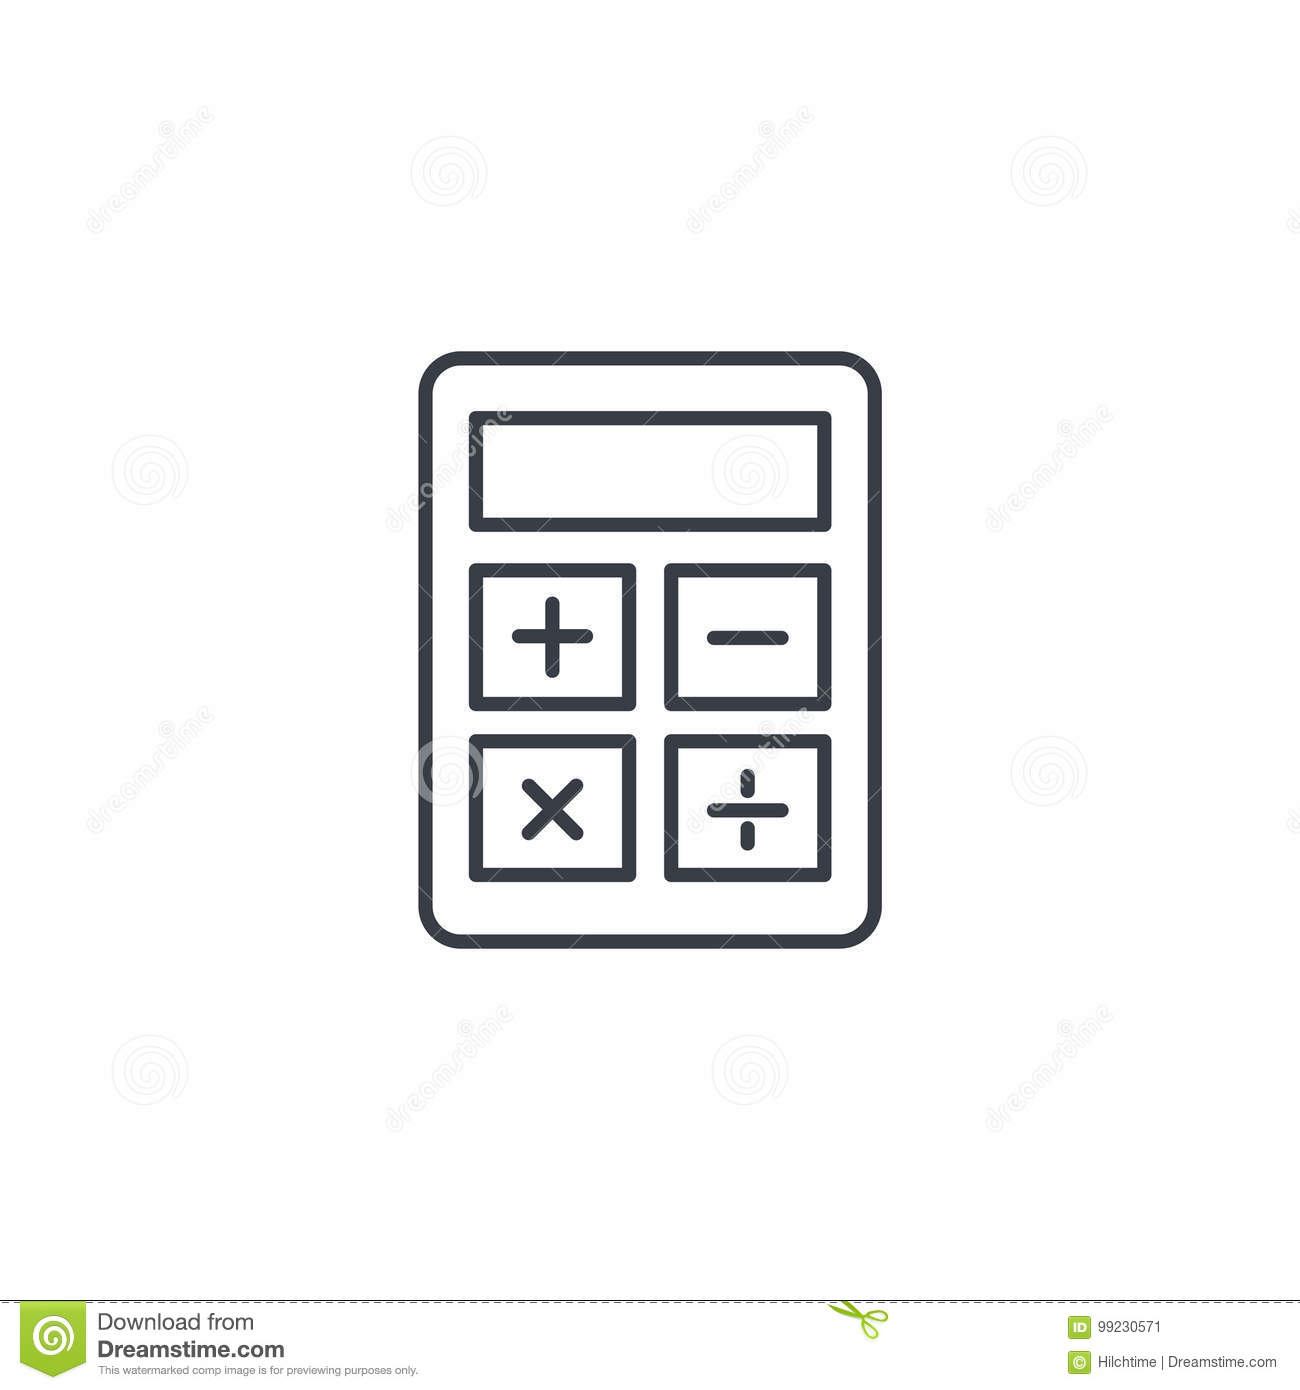 + −
× ÷
Download from
Dreamstime.com
This watermarked comp image is for previewing purposes only.
ID 99230571
© Hilchtime | Dreamstime.com